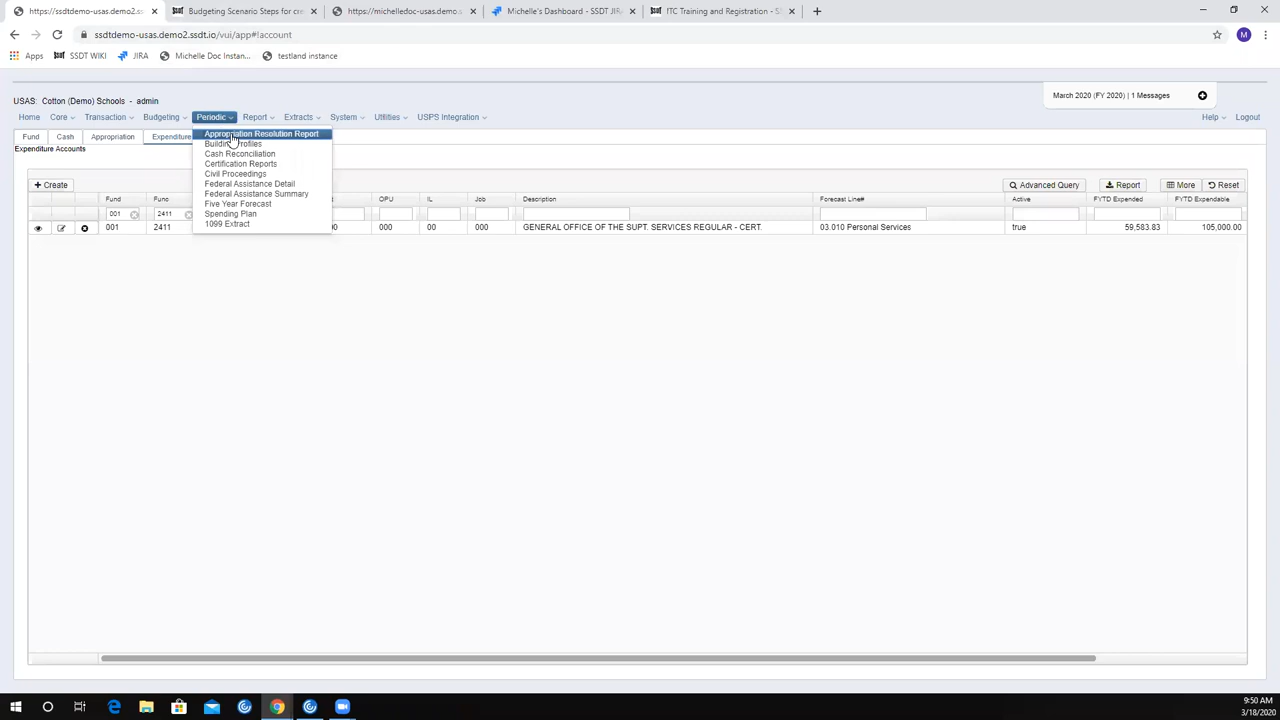 https://ssdtdemo-usas.demo2.ss
Budgeting Scenario Steps for cre
https://michelledoc-usas.demo.
Michelle's Dashboard - SSDT JIRA
ITC Training and Registration - SS
ssdtdemo-usas.demo2.ssdt.io/vui/app#!account
M
Apps
SSDT WIKI
JIRA
Michelle Doc Instan...
testland instance
USAS: Cotton (Demo) Schools - admin
March 2020 (FY 2020) | 1 Messages
Home
Core
Transaction
Budgeting
Periodic
Report
Extracts
System
Utilities
USPS Integration
Help
Logout
Fund
Cash
Appropriation
Expenditure
Appropriation Resolution Report
Building Profiles
Cash Reconciliation
Certification Reports
Civil Proceedings
Federal Assistance Detail
Federal Assistance Summary
Five Year Forecast
Spending Plan
1099 Extract
Expenditure Accounts
Create
Advanced Query
Report
More
Reset
Fund
Func
OPU
IL
Job
Description
Forecast Line#
Active
FYTD Expended
FYTD Expendable
001
2411
001
2411
000
00
000
GENERAL OFFICE OF THE SUPT. SERVICES REGULAR - CERT.
03.010 Personal Services
true
59,583.83
105,000.00
9:50 AM
3/18/2020